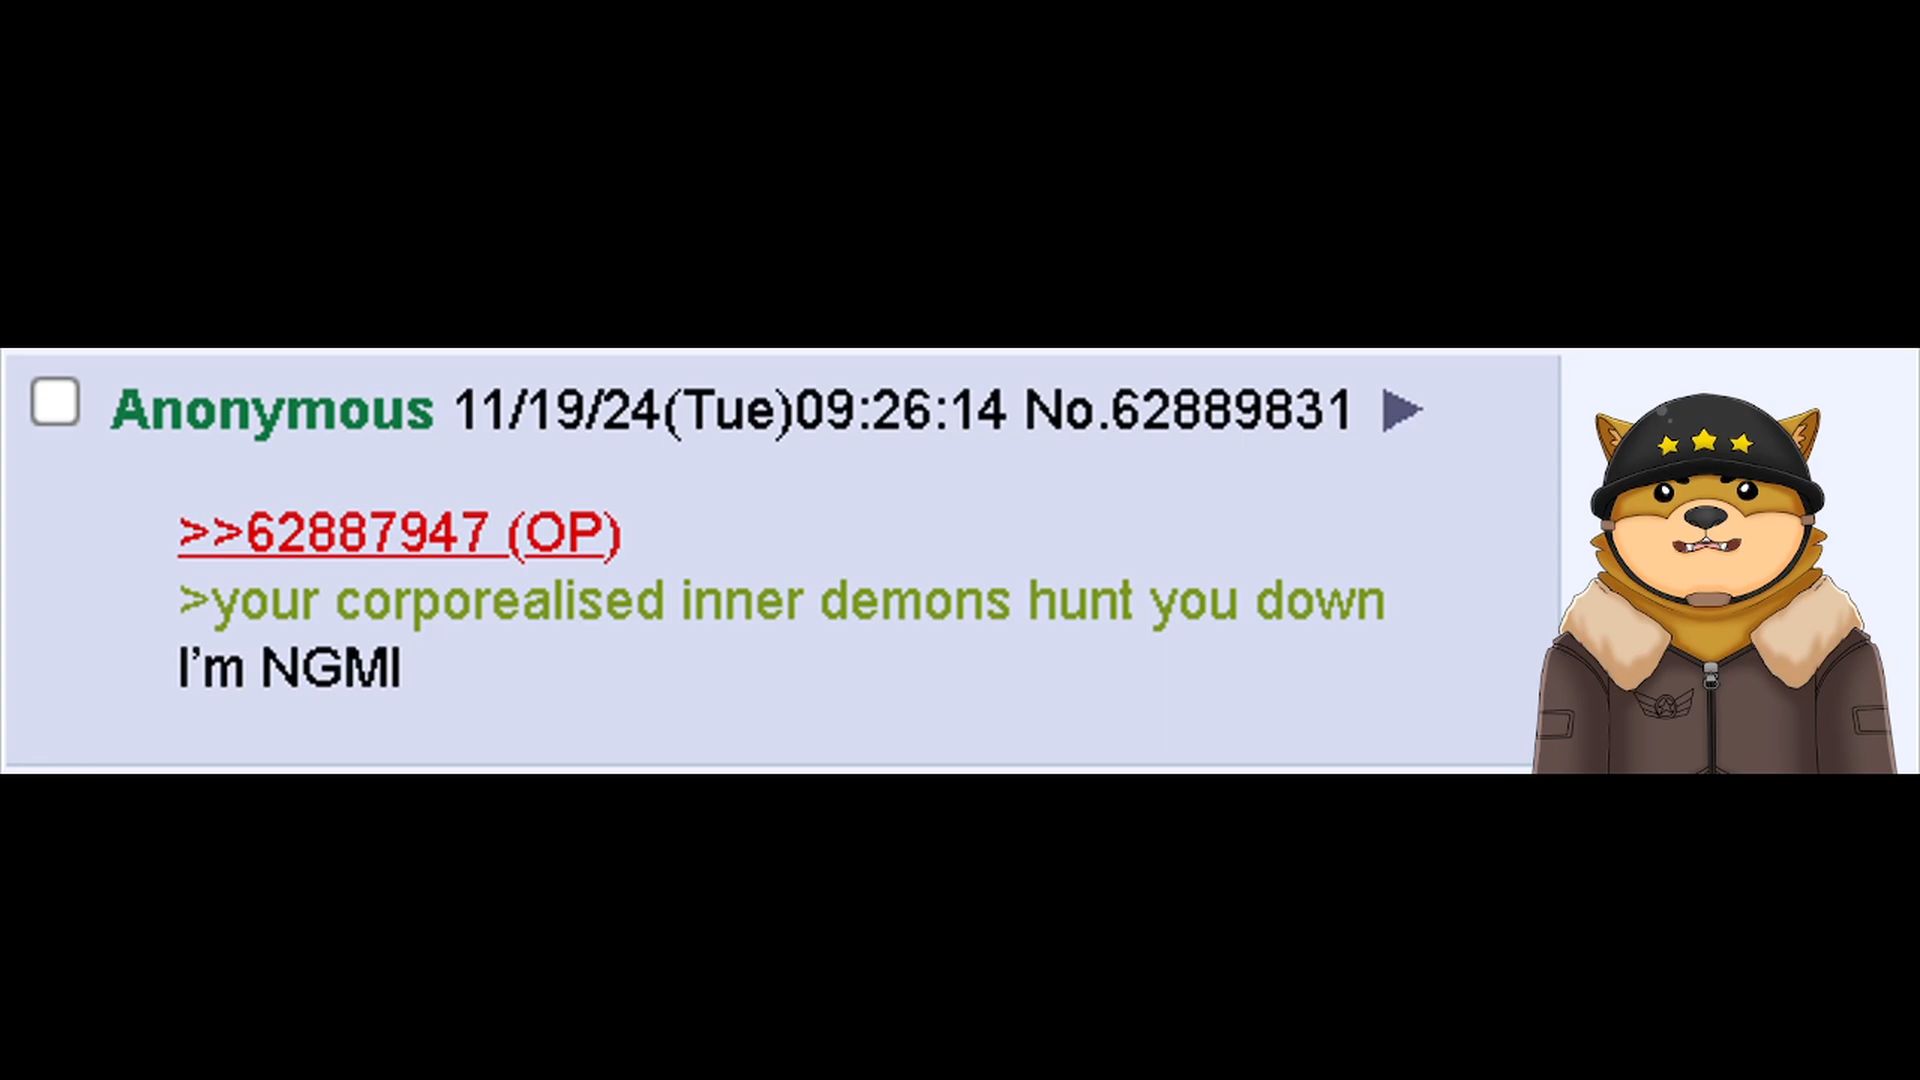 Anonymous 11/19/24(Tue)09:26:14 No.62889831 ▶
>>62887947 (OP)
>your corporealised inner demons hunt you down
I'm NGMI